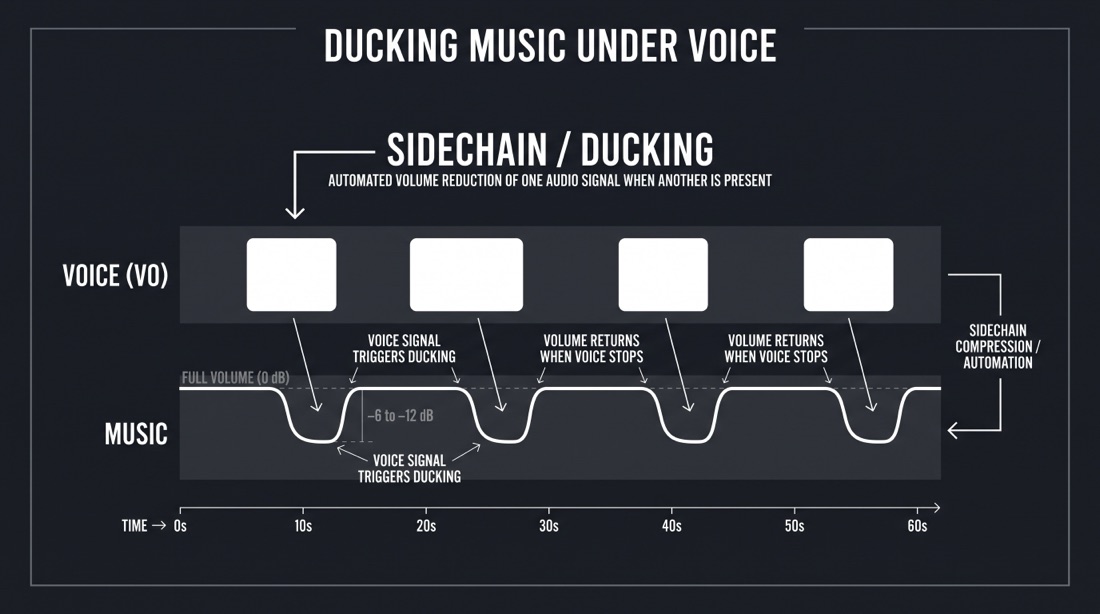 DUCKING MUSIC UNDER VOICE
SIDECHAIN / DUCKING
AUTOMATED VOLUME REDUCTION OF ONE AUDIO SIGNAL WHEN ANOTHER IS PRESENT
VOICE (VO)
SIDECHAIN
COMPRESSION /
AUTOMATION
VOICE SIGNAL
TRIGGERS DUCKING
VOLUME RETURNS
WHEN VOICE STOPS
VOLUME RETURNS
WHEN VOICE STOPS
FULL VOLUME (0 dB)
–6 to –12 dB
MUSIC
VOICE SIGNAL
TRIGGERS DUCKING
TIME → 0s 10s 20s 30s 40s 50s 60s